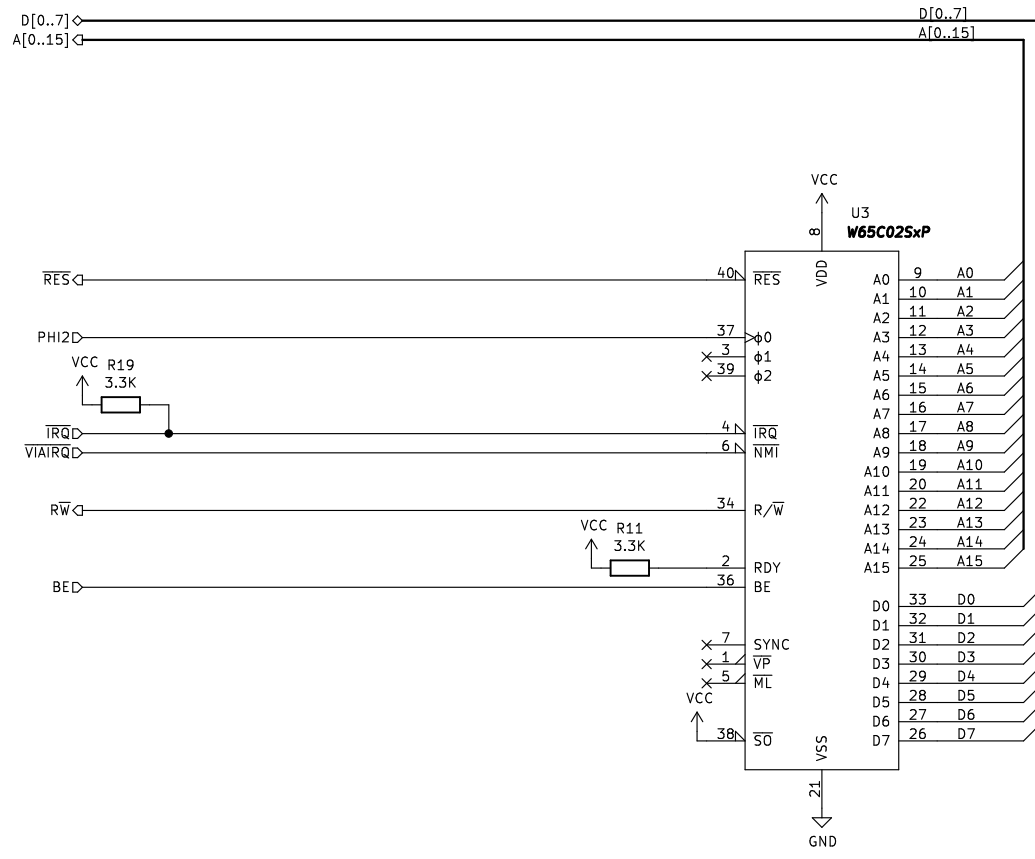 D[0..7] D[0..7]
A[0..15] A[0..15]
VCC
U3
W65C02SxP
8
VDD
RES 40 RES A0 9 A0
A1 10 A1
A2 11 A2
PHI2 37 ϕ0 A3 12 A3
3 ϕ1 A4 13 A4
VCC R19
39 ϕ2 A5 14 A5
3.3K
A6 15 A6
A7 16 A7
IRQ 4 IRQ A8 17 A8
VIAIRQ 6 NMI A9 18 A9
A10 19 A10
A11 20 A11
RW 34 R/W A12 22 A12
VCC R11 A13 23 A13
3.3K A14 24 A14
2 RDY A15 25 A15
BE 36 BE
D0 33 D0
D1 32 D1
7 SYNC D2 31 D2
1 VP D3 30 D3
5 ML D4 29 D4
VCC D5 28 D5
D6 27 D6
38 SO D7 26 D7
VSS
21
GND